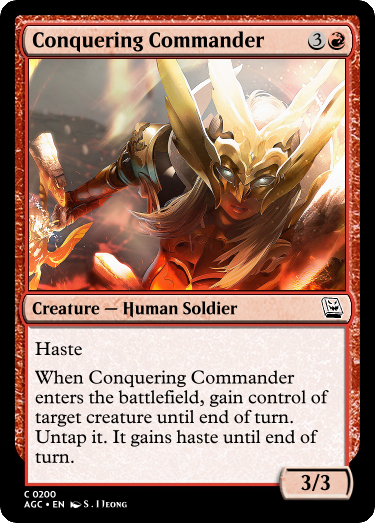 Conquering Commander 3
Creature — Human Soldier
Haste
When Conquering Commander
enters the battlefield, gain control of
target creature until end of turn.
Untap it. It gains haste until end of
turn.
3/3
C 0200
AGC • EN S.